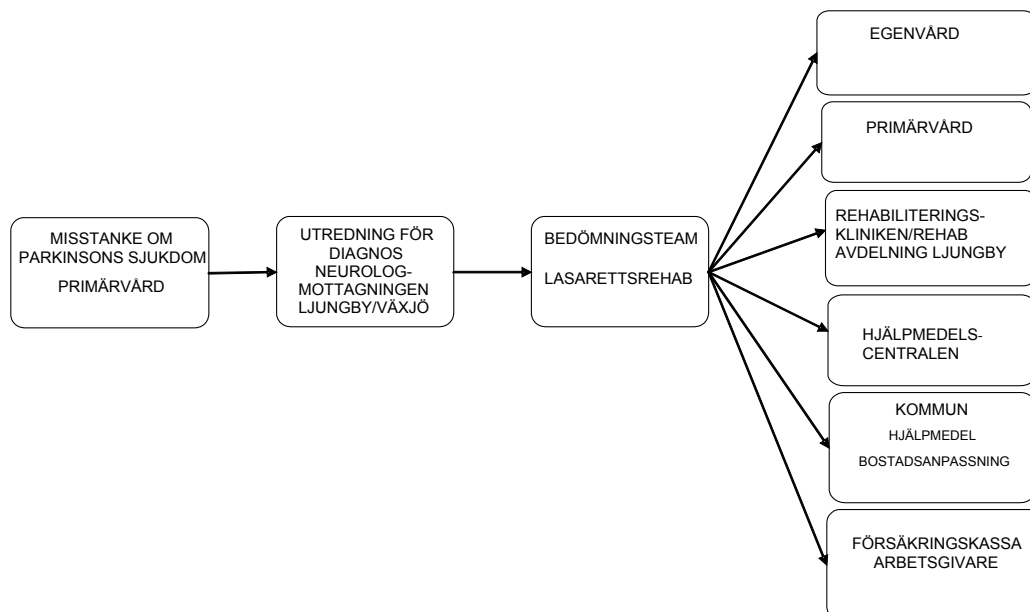 MISSTANKE OM
PARKINSONS SJUKDOM
PRIMÄRVÅRD
UTREDNING FÖR
DIAGNOS
NEUROLOG-
MOTTAGNINGEN
LJUNGBY/VÄXJÖ
BEDÖMNINGSTEAM
LASARETTSREHAB
EGENVÅRD
PRIMÄRVÅRD
REHABILITERINGS-
KLINIKEN/REHAB
AVDELNING LJUNGBY
HJÄLPMEDELS-
CENTRALEN
KOMMUN
HJÄLPMEDEL
BOSTADSANPASSNING
FÖRSÄKRINGSKASSA
ARBETSGIVARE